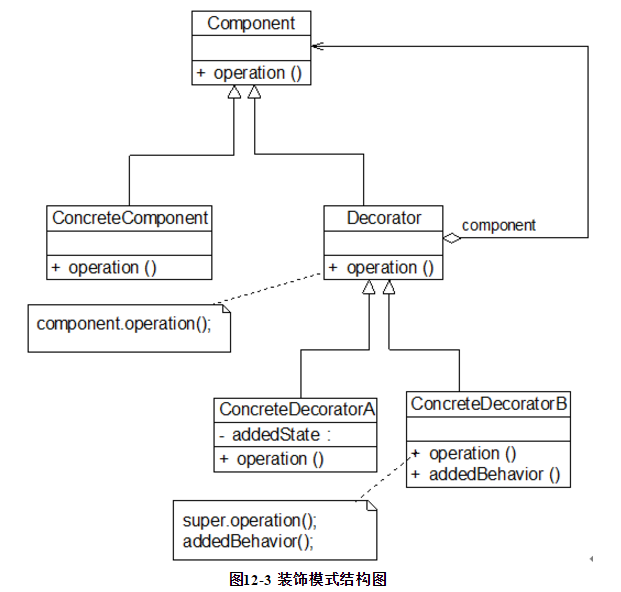 Component
+ operation ()
ConcreteComponent
+ operation ()
Decorator
+ operation ()
component
component.operation();
ConcreteDecoratorA
- addedState :
+ operation ()
ConcreteDecoratorB
+ operation ()
+ addedBehavior ()
super.operation();
addedBehavior();
图12-3 装饰模式结构图